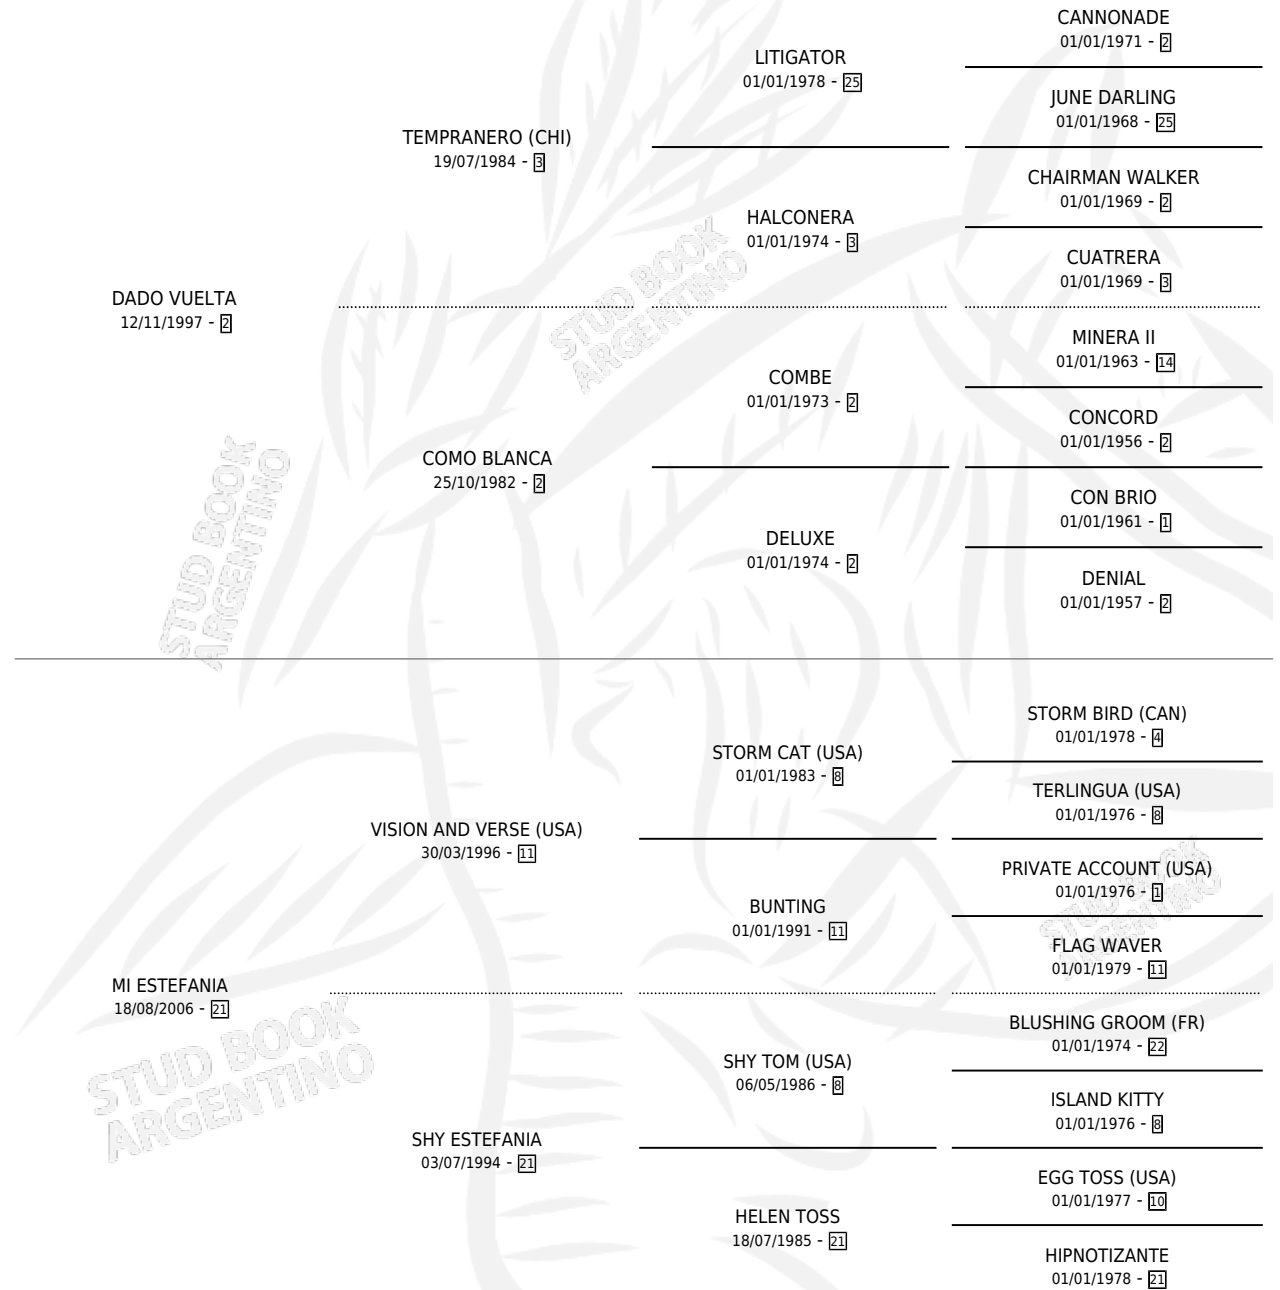 CANNONADE
01/01/1971 - 2
LITIGATOR
01/01/1978 - 25
JUNE DARLING
01/01/1968 - 25
TEMPRANERO (CHI)
19/07/1984 - 3
CHAIRMAN WALKER
01/01/1969 - 2
HALCONERA
01/01/1974 - 3
CUATRERA
01/01/1969 - 3
DADO VUELTA
12/11/1997 - 2
MINERA II
01/01/1963 - 14
COMBE
01/01/1973 - 2
CONCORD
01/01/1956 - 2
COMO BLANCA
25/10/1982 - 2
CON BRIO
01/01/1961 - 1
DELUXE
01/01/1974 - 2
DENIAL
01/01/1957 - 2
STORM BIRD (CAN)
01/01/1978 - 4
STORM CAT (USA)
01/01/1983 - 8
TERLINGUA (USA)
01/01/1976 - 8
VISION AND VERSE (USA)
30/03/1996 - 11
PRIVATE ACCOUNT (USA)
01/01/1976 - 1
BUNTING
01/01/1991 - 11
FLAG WAVER
01/01/1979 - 11
MI ESTEFANIA
18/08/2006 - 21
BLUSHING GROOM (FR)
01/01/1974 - 22
SHY TOM (USA)
06/05/1986 - 8
ISLAND KITTY
01/01/1976 - 8
SHY ESTEFANIA
03/07/1994 - 21
EGG TOSS (USA)
01/01/1977 - 10
HELEN TOSS
18/07/1985 - 21
HIPNOTIZANTE
01/01/1978 - 21
STUD BOOK
ARGENTINO
STUD BOOK
ARGENTINO
STUD BOOK
ARGENTINO
STUD BOOK
ARGENTINO